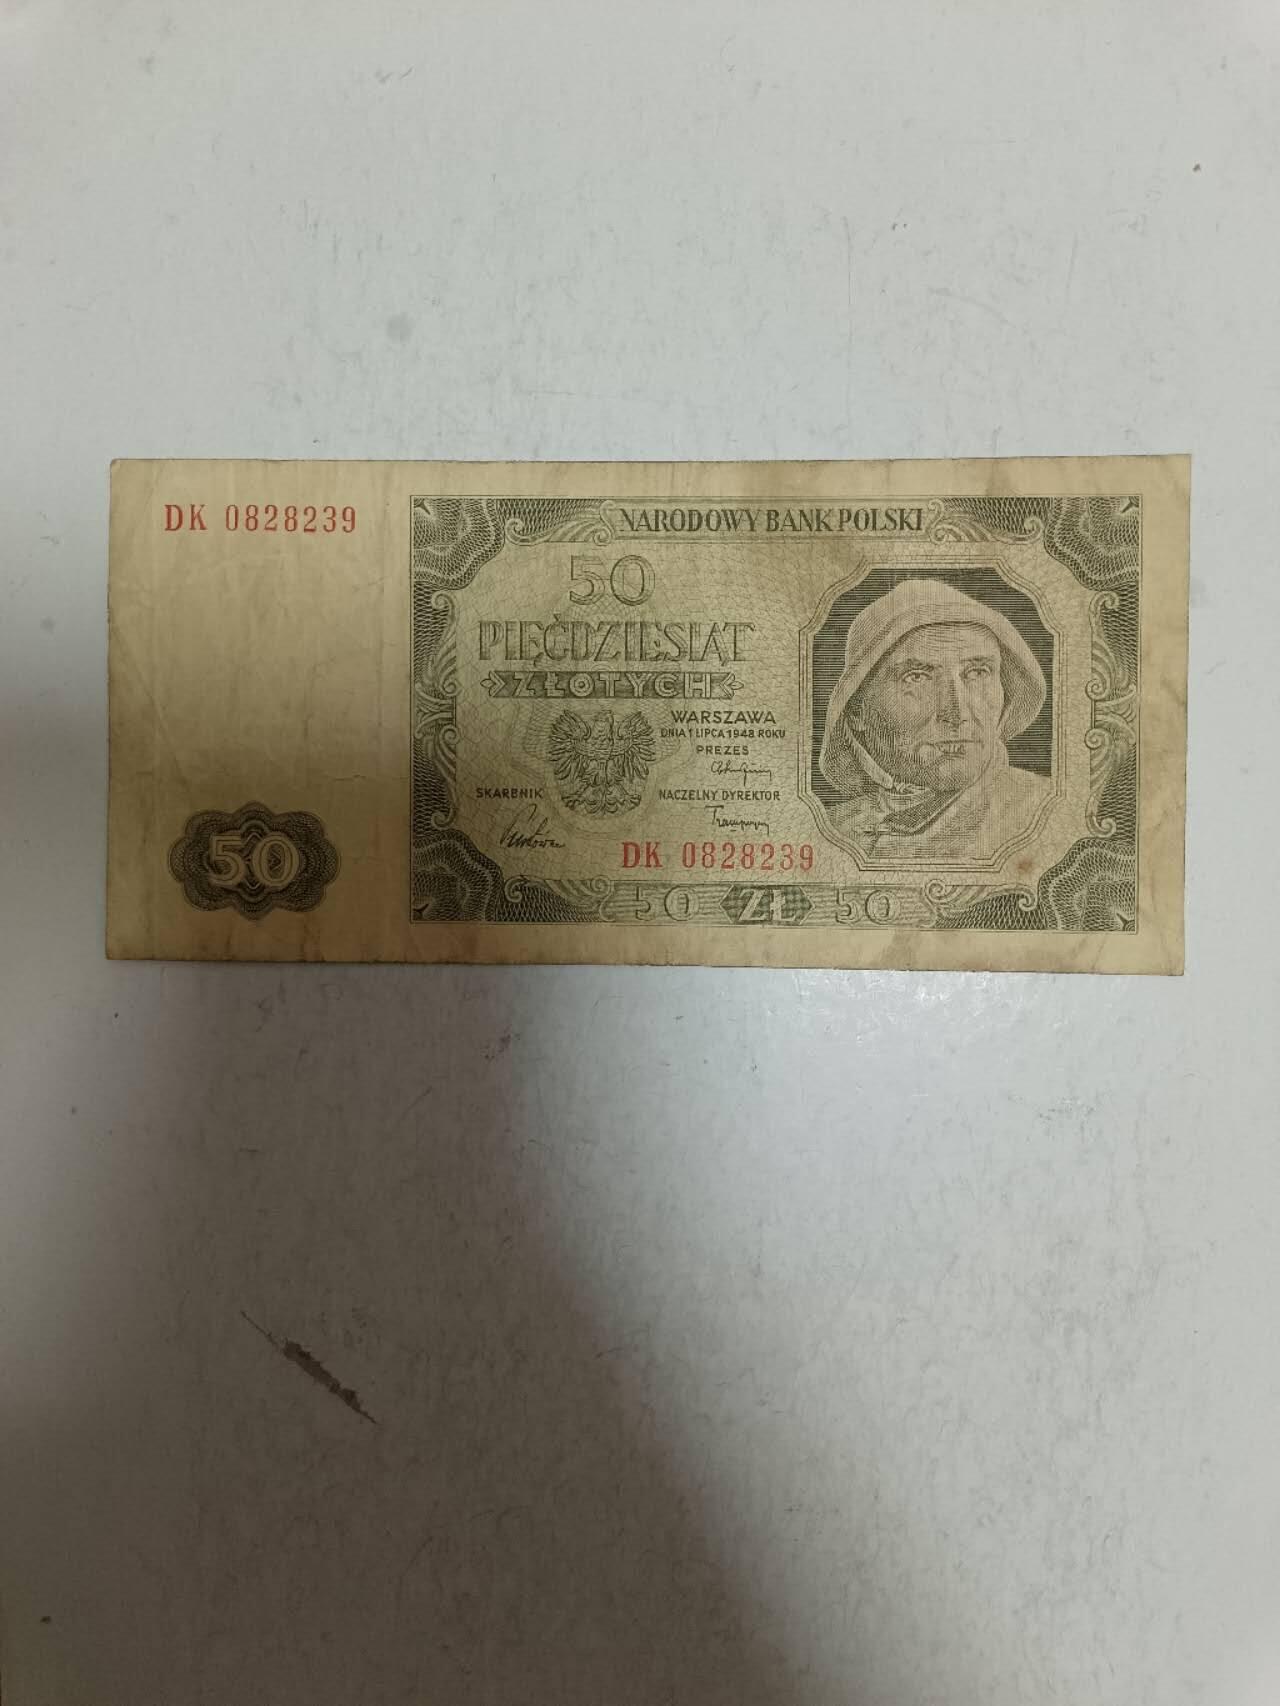 DK 0828239
NARODOWY BANK POLSKI
50
PIĘĆDZIESIĄT
ZŁOTYCH
WARSZAWA
DNIA 1 LIPCA 1948 ROKU
PREZES
SKARBNIK
NACZELNY DYREKTOR
DK 0828239
50
50 ZŁ 50